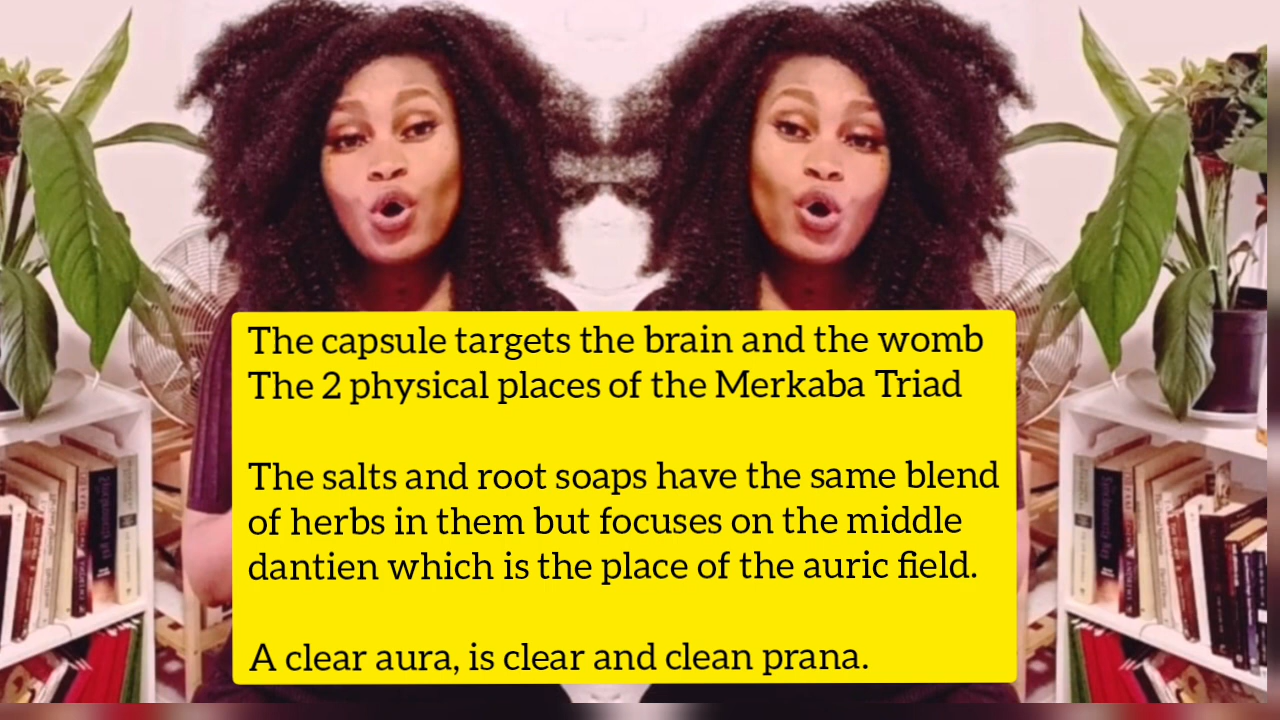 The capsule targets the brain and the womb
The 2 physical places of the Merkaba Triad
The salts and root soaps have the same blend
of herbs in them but focuses on the middle
dantien which is the place of the auric field.
A clear aura, is clear and clean prana.